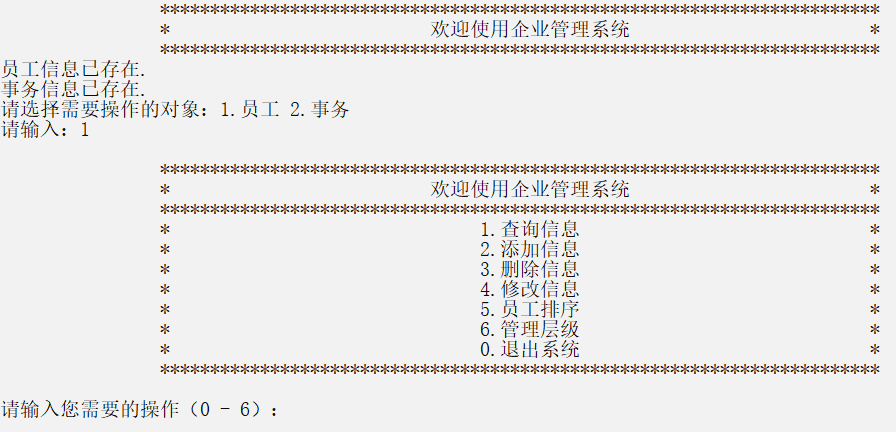 ************************************************************************
* 欢迎使用企业管理系统 *
************************************************************************
员工信息已存在.
事务信息已存在.
请选择需要操作的对象：1.员工 2.事务
请输入：1
************************************************************************
* 欢迎使用企业管理系统 *
************************************************************************
* 1.查询信息 *
* 2.添加信息 *
* 3.删除信息 *
* 4.修改信息 *
* 5.员工排序 *
* 6.管理层级 *
* 0.退出系统 *
************************************************************************
请输入您需要的操作（0 - 6）：